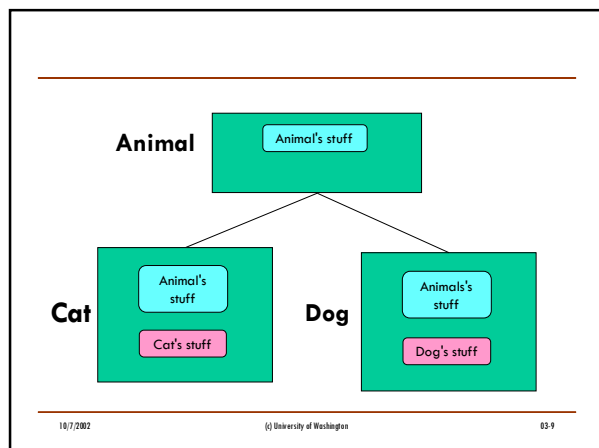 Animal
Animal's stuff
Cat
Animal's
stuff
Cat's stuff
Dog
Animals's
stuff
Dog's stuff
10/7/2002
(c) University of Washington
03-9